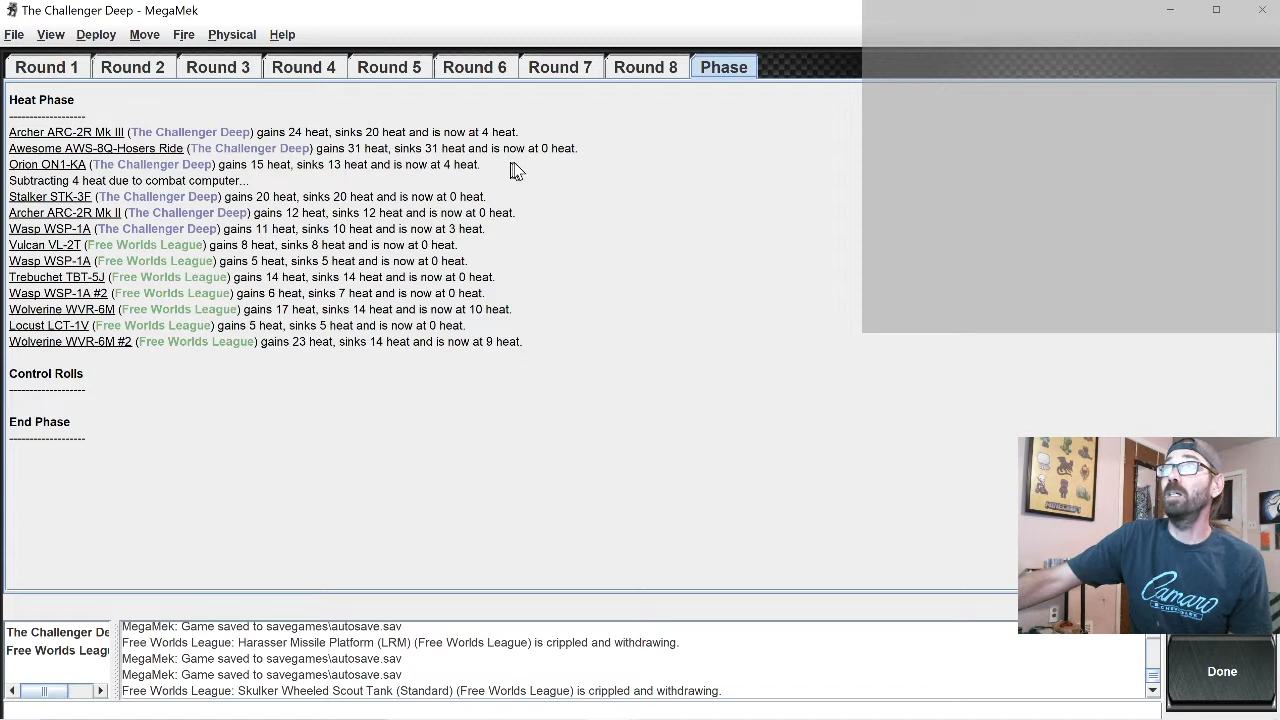 The Challenger Deep - MegaMek
File View Deploy Move Fire Physical Help
Round 1 Round 2 Round 3 Round 4 Round 5 Round 6 Round 7 Round 8 Phase
Heat Phase
-------------------
Archer ARC-2R Mk III (The Challenger Deep) gains 24 heat, sinks 20 heat and is now at 4 heat.
Awesome AWS-8Q-Hosers Ride (The Challenger Deep) gains 31 heat, sinks 31 heat and is now at 0 heat.
Orion ON1-KA (The Challenger Deep) gains 15 heat, sinks 13 heat and is now at 4 heat.
Subtracting 4 heat due to combat computer...
Stalker STK-3F (The Challenger Deep) gains 20 heat, sinks 20 heat and is now at 0 heat.
Archer ARC-2R Mk II (The Challenger Deep) gains 12 heat, sinks 12 heat and is now at 0 heat.
Wasp WSP-1A (The Challenger Deep) gains 11 heat, sinks 10 heat and is now at 3 heat.
Vulcan VL-2T (Free Worlds League) gains 8 heat, sinks 8 heat and is now at 0 heat.
Wasp WSP-1A (Free Worlds League) gains 5 heat, sinks 5 heat and is now at 0 heat.
Trebuchet TBT-5J (Free Worlds League) gains 14 heat, sinks 14 heat and is now at 0 heat.
Wasp WSP-1A #2 (Free Worlds League) gains 6 heat, sinks 7 heat and is now at 0 heat.
Wolverine WVR-6M (Free Worlds League) gains 17 heat, sinks 14 heat and is now at 10 heat.
Locust LCT-1V (Free Worlds League) gains 5 heat, sinks 5 heat and is now at 0 heat.
Wolverine WVR-6M #2 (Free Worlds League) gains 23 heat, sinks 14 heat and is now at 9 heat.
Control Rolls
-------------------
End Phase
-------------------
The Challenger De
Free Worlds Leag
MegaMek: Game saved to savegames\autosave.sav
Free Worlds League: Harasser Missile Platform (LRM) (Free Worlds League) is crippled and withdrawing.
MegaMek: Game saved to savegames\autosave.sav
MegaMek: Game saved to savegames\autosave.sav
Free Worlds League: Skulker Wheeled Scout Tank (Standard) (Free Worlds League) is crippled and withdrawing.
Camaro
Done